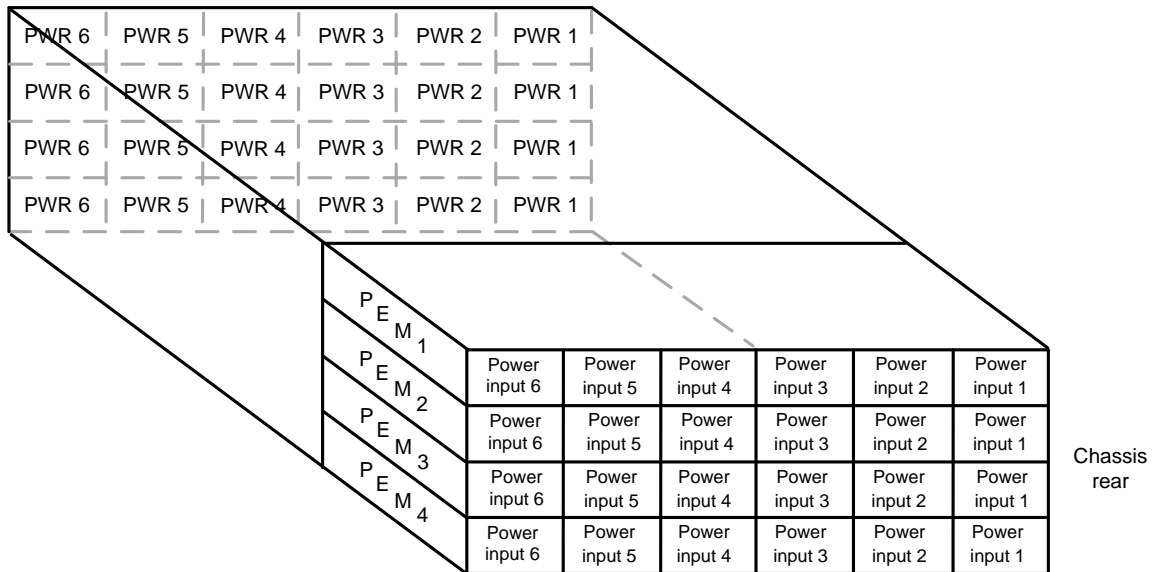 PWR 6 PWR 5 PWR 4 PWR 3 PWR 2 PWR 1
PWR 6 PWR 5 PWR 4 PWR 3 PWR 2 PWR 1
PWR 6 PWR 5 PWR 4 PWR 3 PWR 2 PWR 1
PWR 6 PWR 5 PWR 4 PWR 3 PWR 2 PWR 1
PEM 1
PEM 2
PEM 3
PEM 4
Power Power Power Power Power Power
input 6 input 5 input 4 input 3 input 2 input 1
Power Power Power Power Power Power
input 6 input 5 input 4 input 3 input 2 input 1
Power Power Power Power Power Power
input 6 input 5 input 4 input 3 input 2 input 1
Power Power Power Power Power Power
input 6 input 5 input 4 input 3 input 2 input 1
Chassis
rear